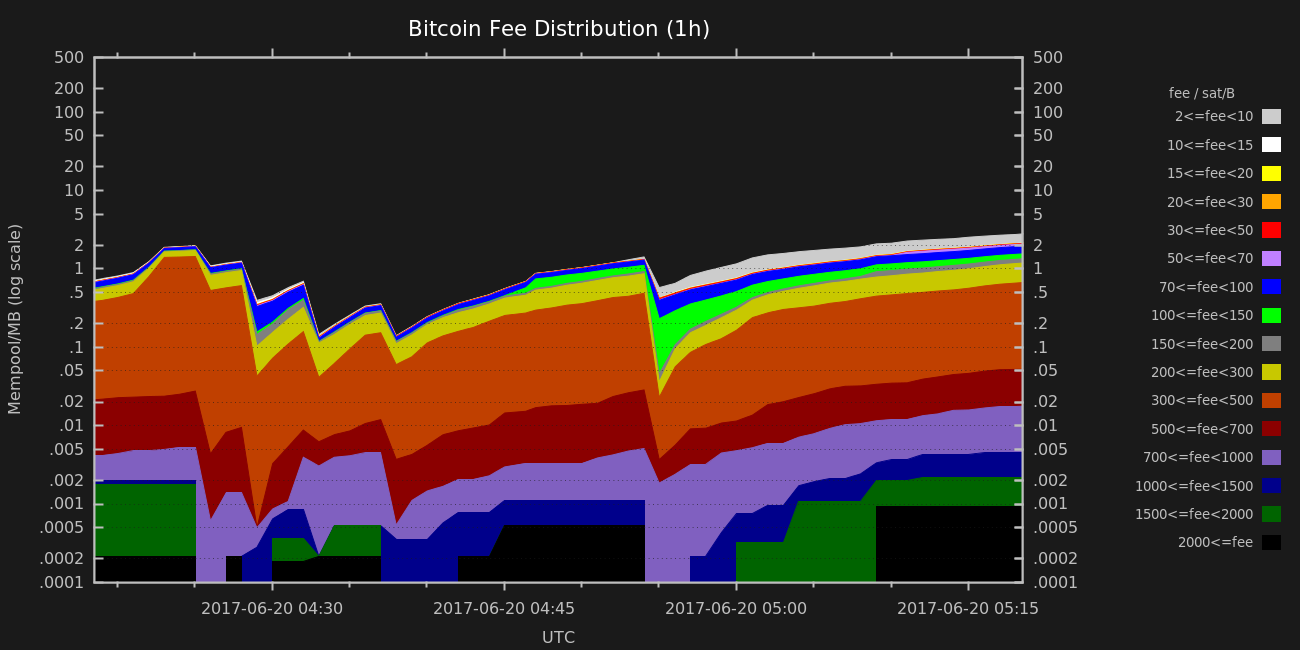 Bitcoin Fee Distribution (1h)
500 500
200 200
100 100
50 50
20 20
10 10
5 5
2 2
1 1
.5 .5
.2 .2
.1 .1
.05 .05
.02 .02
.01 .01
.005 .005
.002 .002
.001 .001
.0005 .0005
.0002 .0002
.0001 .0001
Mempool/MB (log scale)
2017-06-20 04:30 2017-06-20 04:45 2017-06-20 05:00 2017-06-20 05:15
UTC
fee / sat/B
2<=fee<10
10<=fee<15
15<=fee<20
20<=fee<30
30<=fee<50
50<=fee<70
70<=fee<100
100<=fee<150
150<=fee<200
200<=fee<300
300<=fee<500
500<=fee<700
700<=fee<1000
1000<=fee<1500
1500<=fee<2000
2000<=fee